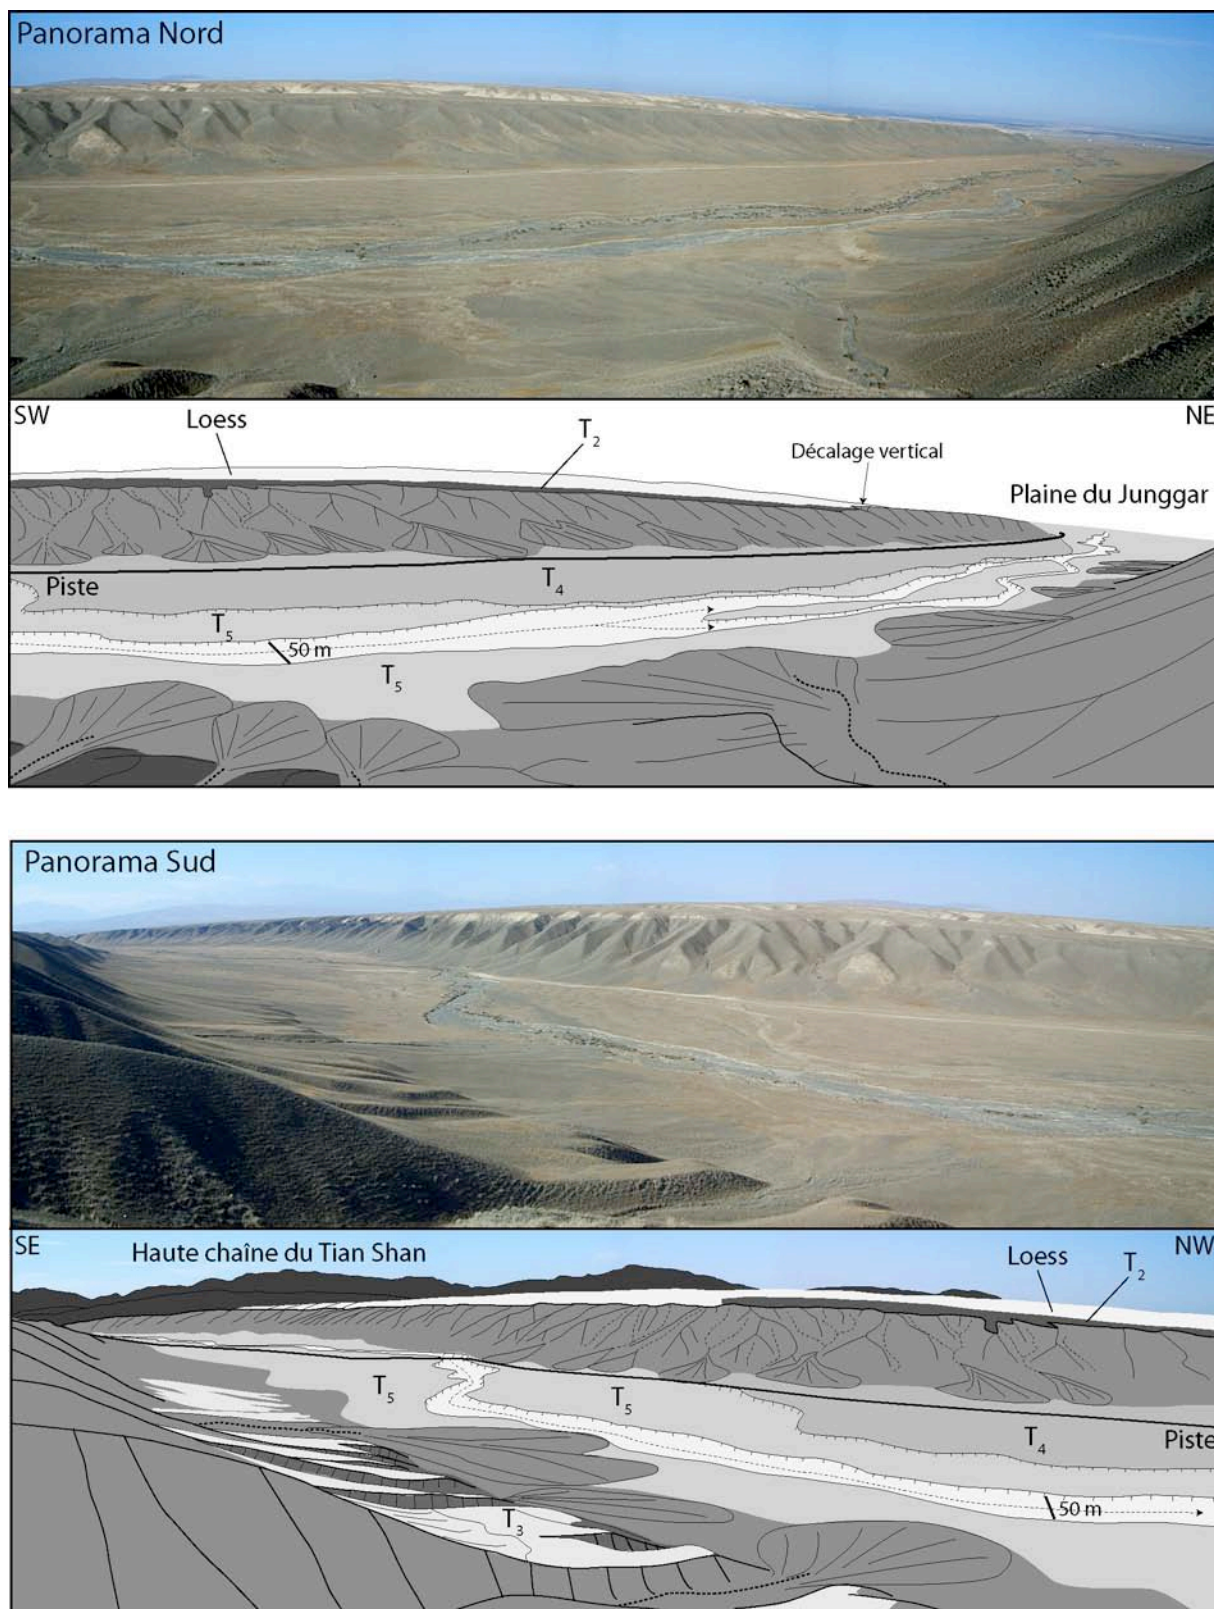 Panorama Nord
SW
NE
Loess
T2
Décalage vertical
Plaine du Junggar
Piste
T4
T5
50 m
T5
Panorama Sud
SE
Haute chaîne du Tian Shan
NW
Loess
T2
T5
T5
T4
Piste
50 m
T3